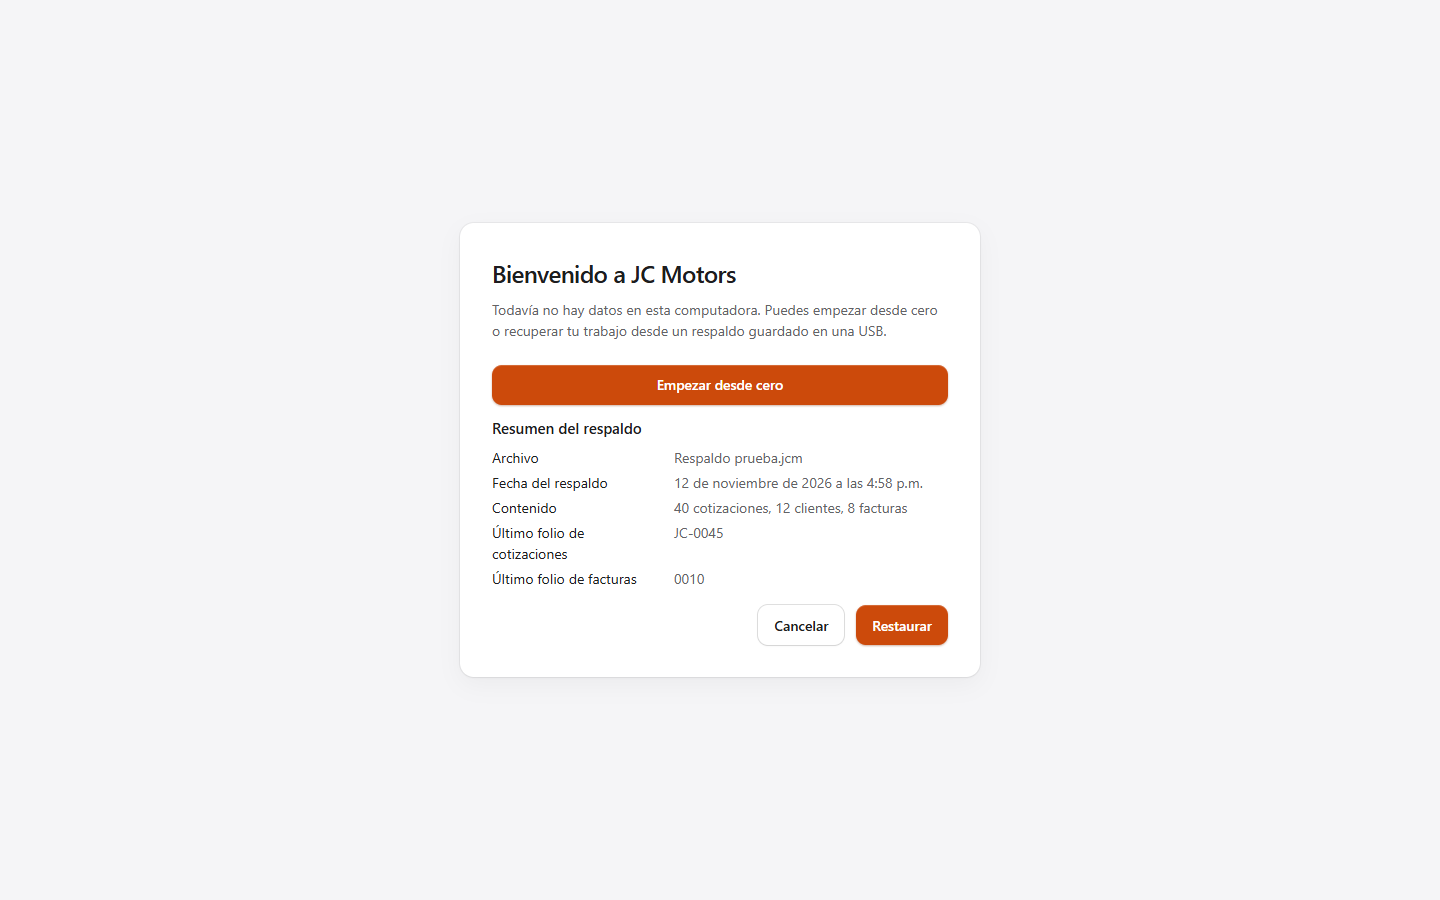 Bienvenido a JC Motors
Todavía no hay datos en esta computadora. Puedes empezar desde cero
o recuperar tu trabajo desde un respaldo guardado en una USB.
Empezar desde cero
Resumen del respaldo
Archivo Respaldo prueba.jcm
Fecha del respaldo 12 de noviembre de 2026 a las 4:58 p.m.
Contenido 40 cotizaciones, 12 clientes, 8 facturas
Último folio de JC-0045
cotizaciones
Último folio de facturas 0010
Cancelar Restaurar